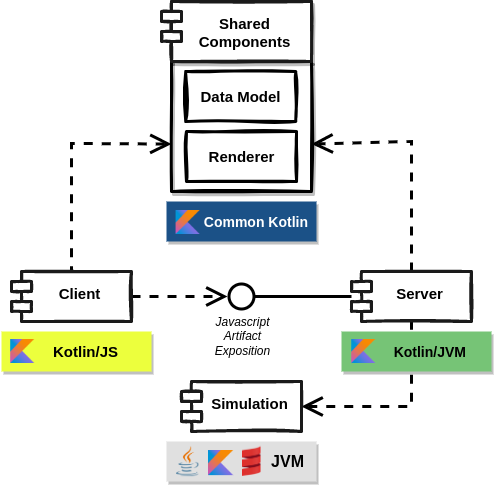 Shared
Components
Data Model
Renderer
Common Kotlin
Client
Server
Javascript
Artifact
Exposition
Kotlin/JS
Kotlin/JVM
Simulation
JVM